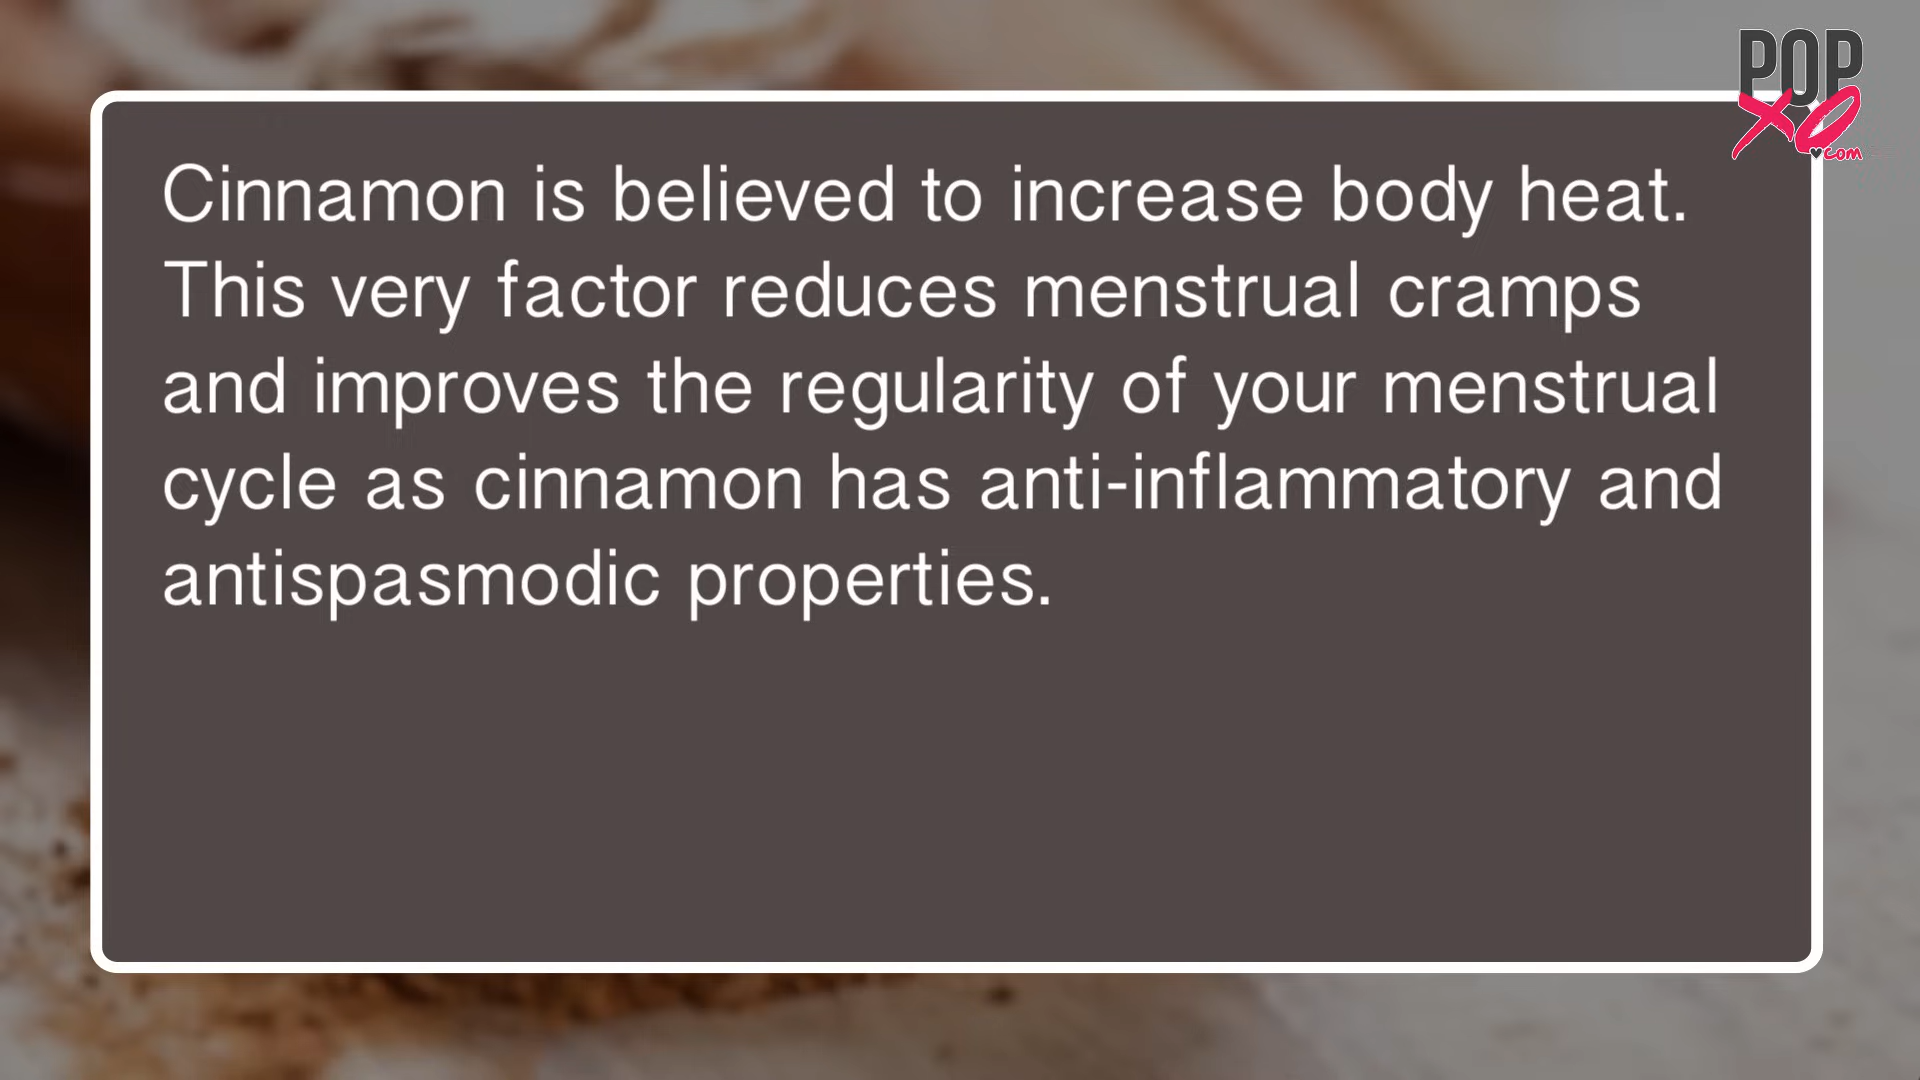 POP
XO
.com
Cinnamon is believed to increase body heat.
This very factor reduces menstrual cramps
and improves the regularity of your menstrual
cycle as cinnamon has anti-inflammatory and
antispasmodic properties.